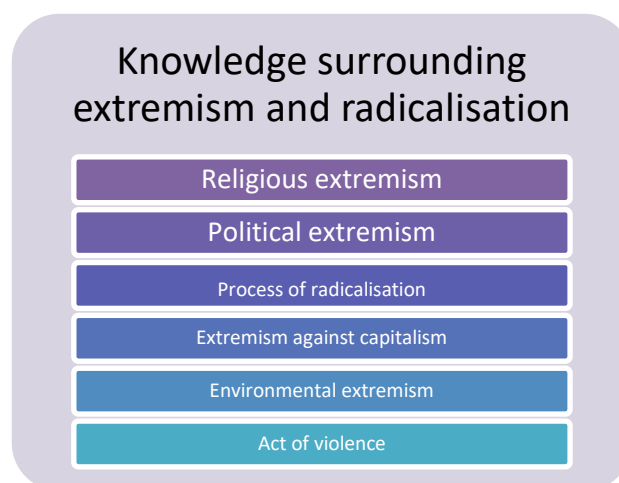 Knowledge surrounding
extremism and radicalisation
Religious extremism
Political extremism
Process of radicalisation
Extremism against capitalism
Environmental extremism
Act of violence